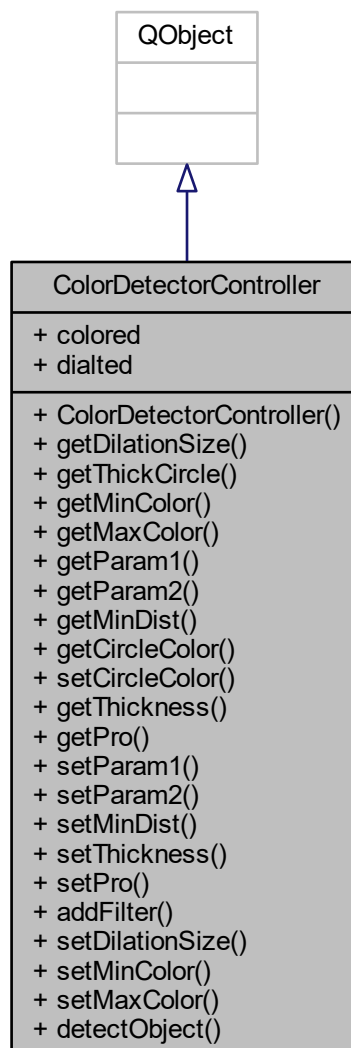 QObject
ColorDetectorController
+ colored
+ dialted
+ ColorDetectorController()
+ getDilationSize()
+ getThickCircle()
+ getMinColor()
+ getMaxColor()
+ getParam1()
+ getParam2()
+ getMinDist()
+ getCircleColor()
+ setCircleColor()
+ getThickness()
+ getPro()
+ setParam1()
+ setParam2()
+ setMinDist()
+ setThickness()
+ setPro()
+ addFilter()
+ setDilationSize()
+ setMinColor()
+ setMaxColor()
+ detectObject()